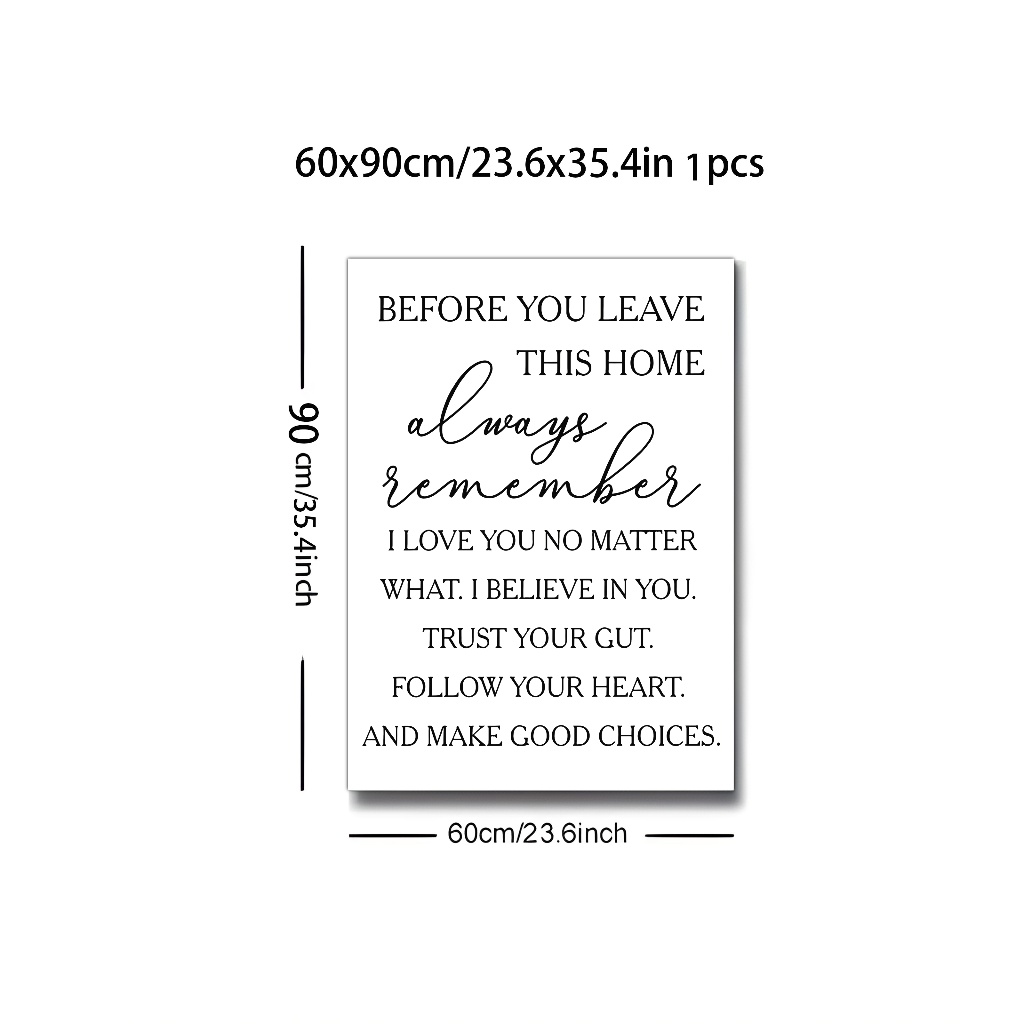 60x90cm/23.6x35.4in 1pcs
BEFORE YOU LEAVE
THIS HOME
always
remember
I LOVE YOU NO MATTER
WHAT. I BELIEVE IN YOU.
TRUST YOUR GUT.
FOLLOW YOUR HEART.
AND MAKE GOOD CHOICES.
90 cm/35.4inch
60cm/23.6inch